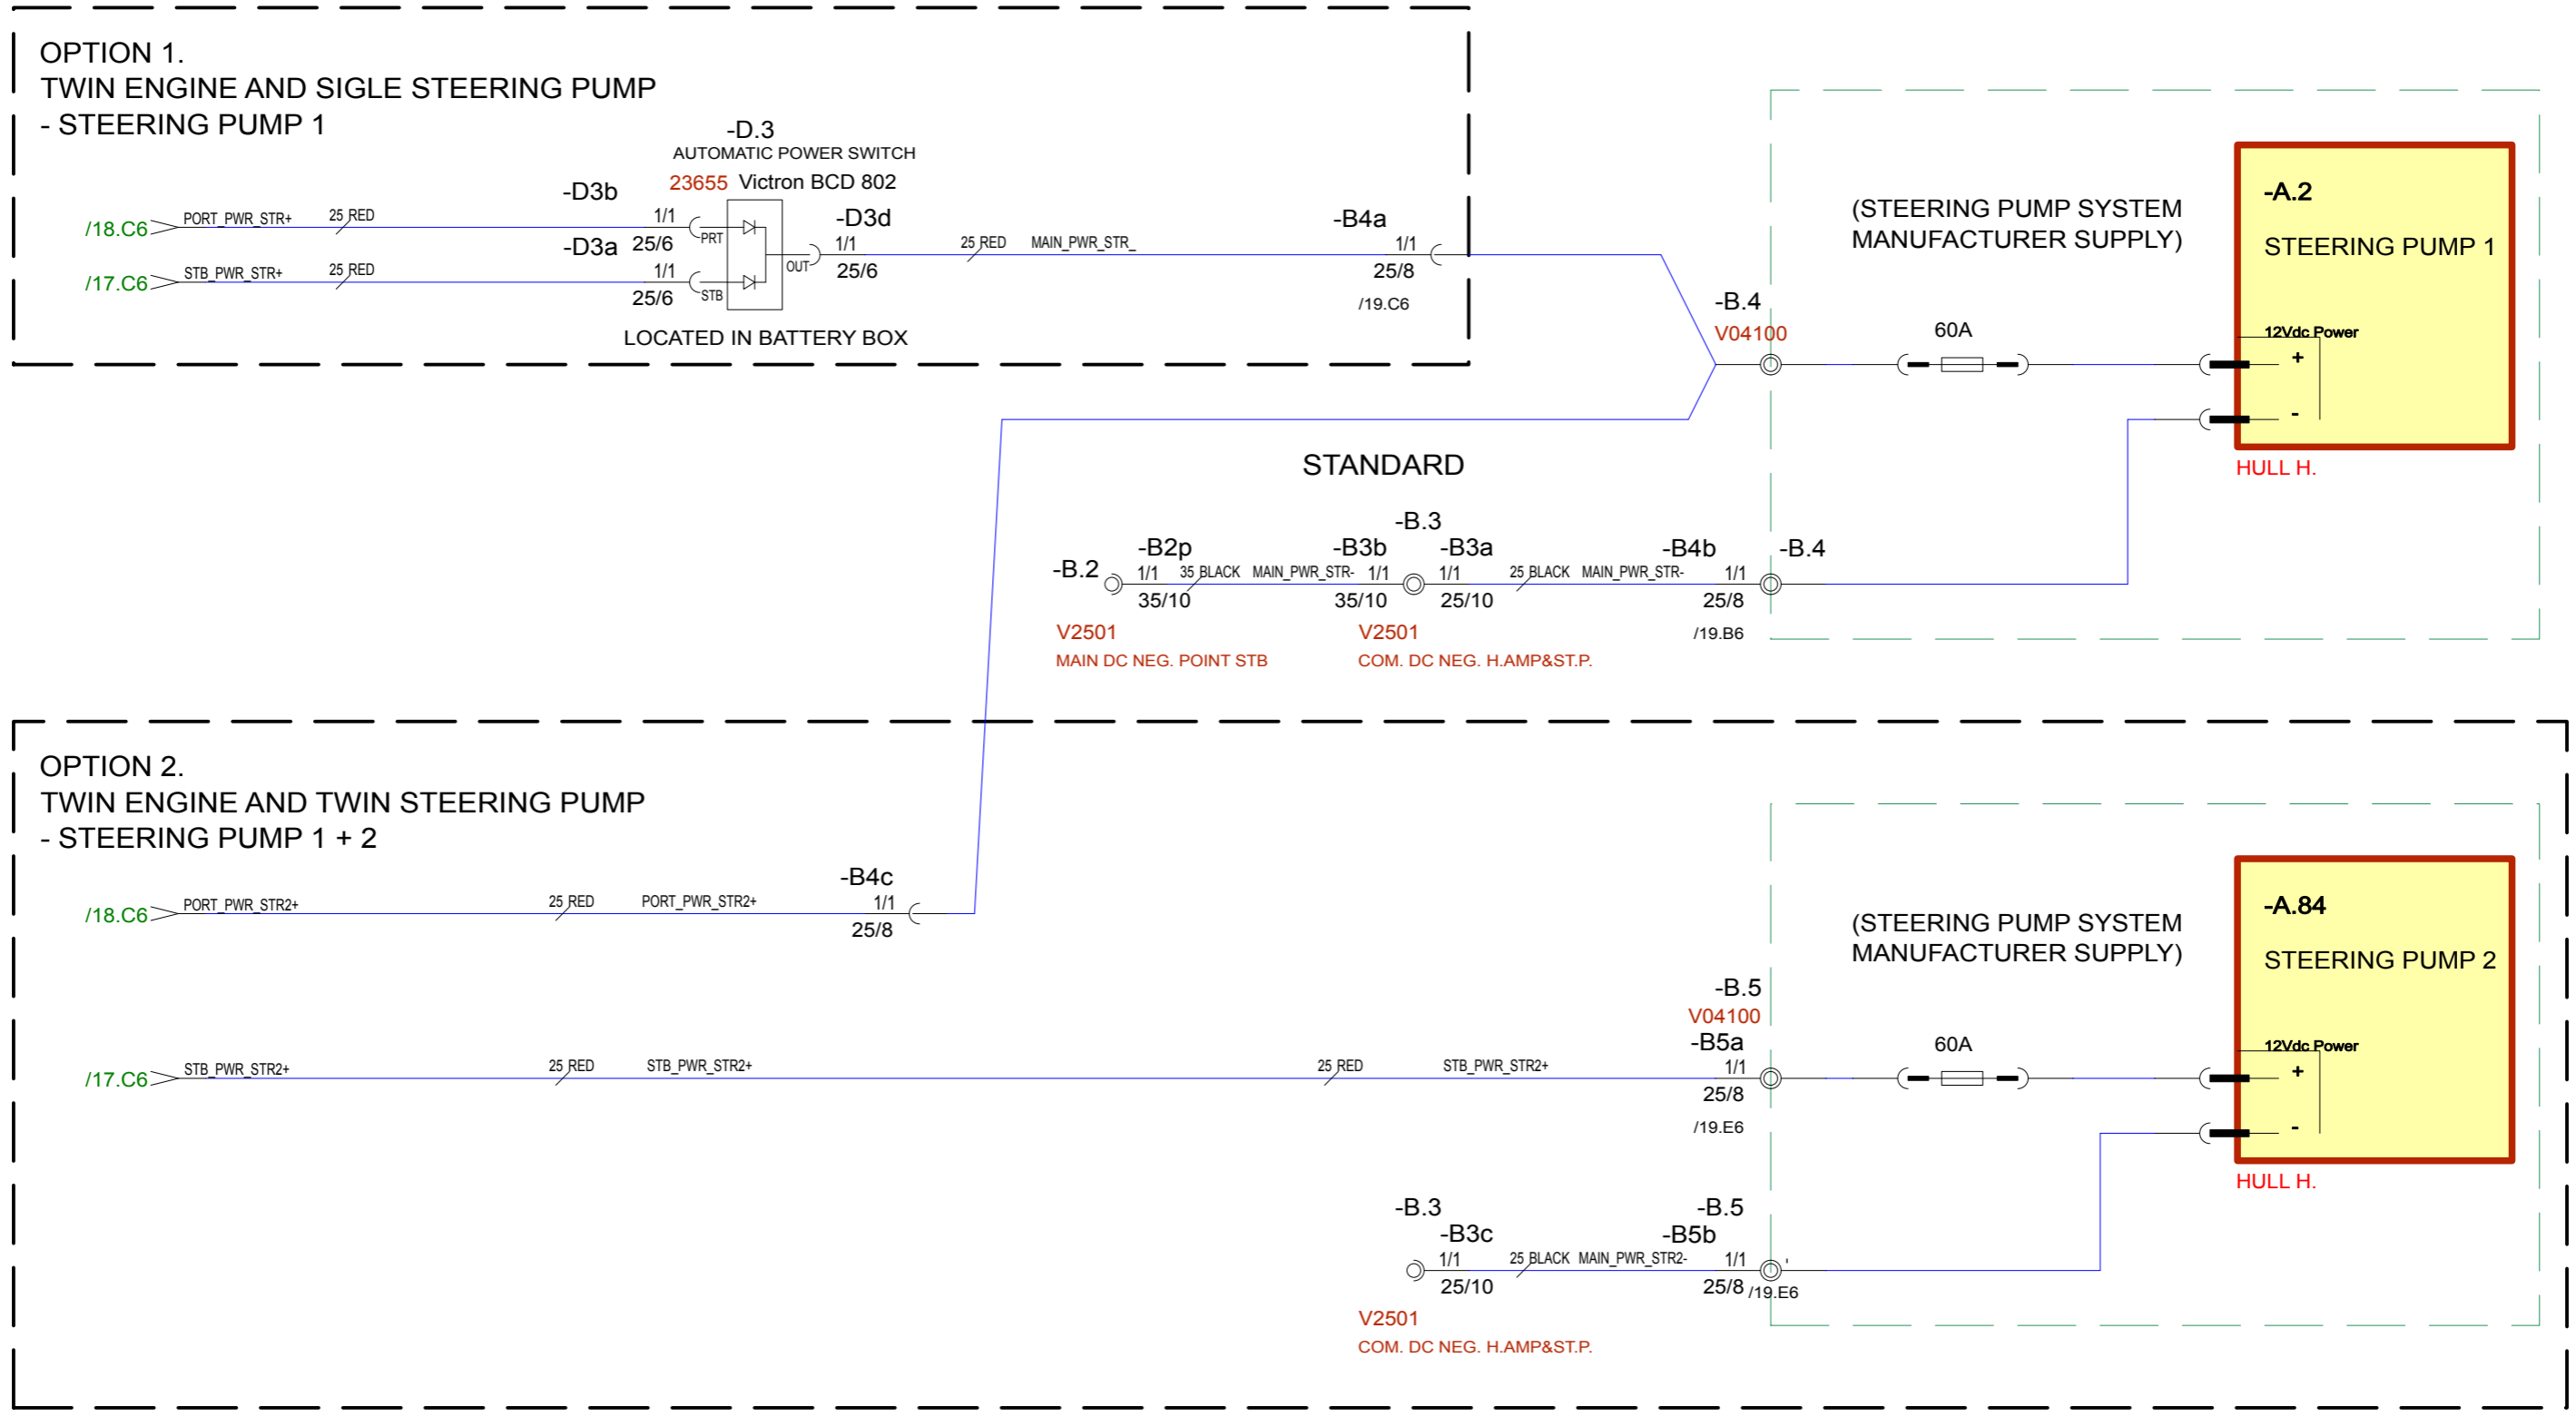 OPTION 1.
TWIN ENGINE AND SIGLE STEERING PUMP
- STEERING PUMP 1
-D.3
AUTOMATIC POWER SWITCH
23655 Victron BCD 802
-D3b
/18.C6 PORT_PWR_STR+ 25 RED 1/1 PRT
25/6
-D3a
/17.C6 STB_PWR_STR+ 25 RED 1/1 STB
25/6
OUT
-D3d
1/1
25/6
25 RED MAIN_PWR_STR_
-B4a
1/1
25/8
/19.C6
LOCATED IN BATTERY BOX
-B.4
V04100
(STEERING PUMP SYSTEM
MANUFACTURER SUPPLY)
60A
-A.2
STEERING PUMP 1
12Vdc Power
+
-
HULL H.
STANDARD
-B.2
-B2p
1/1 35 BLACK MAIN_PWR_STR- 1/1
35/10
-B3b
35/10
-B.3
-B3a
1/1 25 BLACK MAIN_PWR_STR- 1/1
25/10
-B4b
25/8
-B.4
/19.B6
V2501
MAIN DC NEG. POINT STB
V2501
COM. DC NEG. H.AMP&ST.P.
OPTION 2.
TWIN ENGINE AND TWIN STEERING PUMP
- STEERING PUMP 1 + 2
-B4c
/18.C6 PORT_PWR_STR2+ 25 RED PORT_PWR_STR2+ 1/1
25/8
-B.5
V04100
-B5a
/17.C6 STB_PWR_STR2+ 25 RED STB_PWR_STR2+ 25 RED STB_PWR_STR2+ 1/1
25/8
/19.E6
(STEERING PUMP SYSTEM
MANUFACTURER SUPPLY)
60A
-A.84
STEERING PUMP 2
12Vdc Power
+
-
HULL H.
-B.3
-B.5
-B3c
-B5b
1/1 25 BLACK MAIN_PWR_STR2- 1/1 '
25/10
25/8 /19.E6
V2501
COM. DC NEG. H.AMP&ST.P.